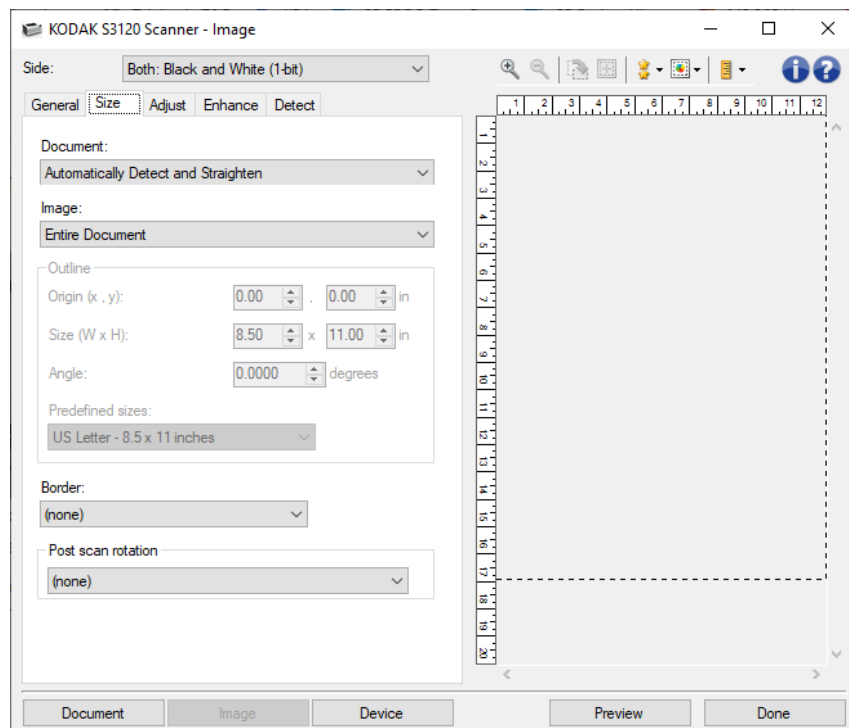 KODAK S3120 Scanner - Image
Side: Both: Black and White (1-bit)
General Size Adjust Enhance Detect
Document:
Automatically Detect and Straighten
Image:
Entire Document
Outline
Origin (x , y): 0.00 , 0.00 in
Size (W x H): 8.50 x 11.00 in
Angle: 0.0000 degrees
Predefined sizes:
US Letter - 8.5 x 11 inches
Border:
(none)
Post scan rotation
(none)
1 2 3 4 5 6 7 8 9 10 11 12
1
2
3
4
5
6
7
8
9
10
11
12
13
14
15
16
17
18
19
20
Document Image Device Preview Done